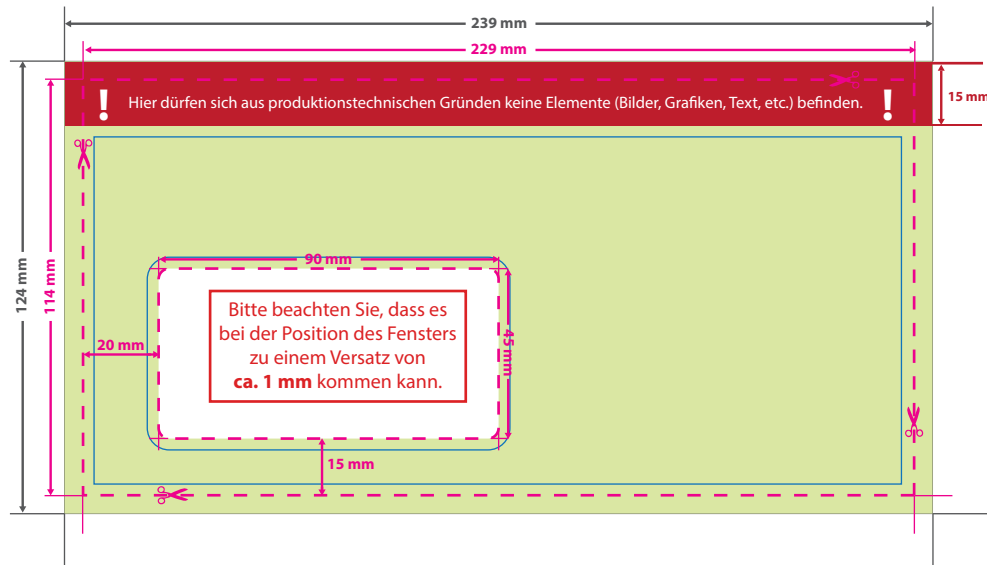 239 mm
229 mm
! Hier dürfen sich aus produktionstechnischen Gründen keine Elemente (Bilder, Grafiken, Text, etc.) befinden. !
15 mm
124 mm
114 mm
90 mm
Bitte beachten Sie, dass es
bei der Position des Fensters
zu einem Versatz von
ca. 1 mm kommen kann.
45 mm
20 mm
15 mm